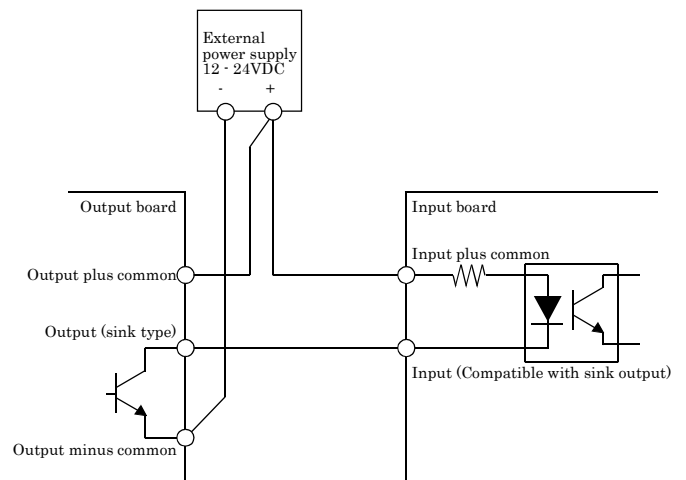 External
power supply
12 - 24VDC
- +
Output board
Input board
Input plus common
Output plus common
Output (sink type)
Input (Compatible with sink output)
Output minus common